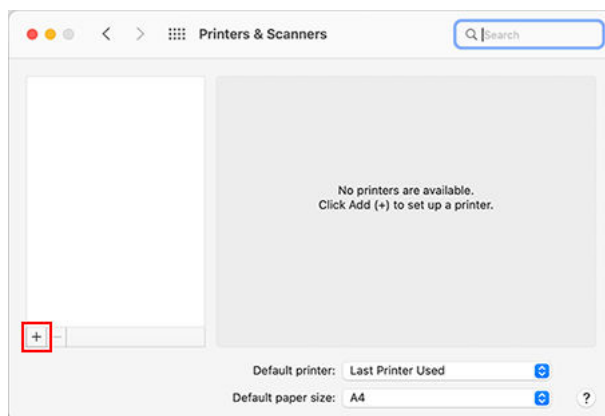 Printers & Scanners
Search
No printers are available.
Click Add (+) to set up a printer.
+ −
Default printer: Last Printer Used
Default paper size: A4
?